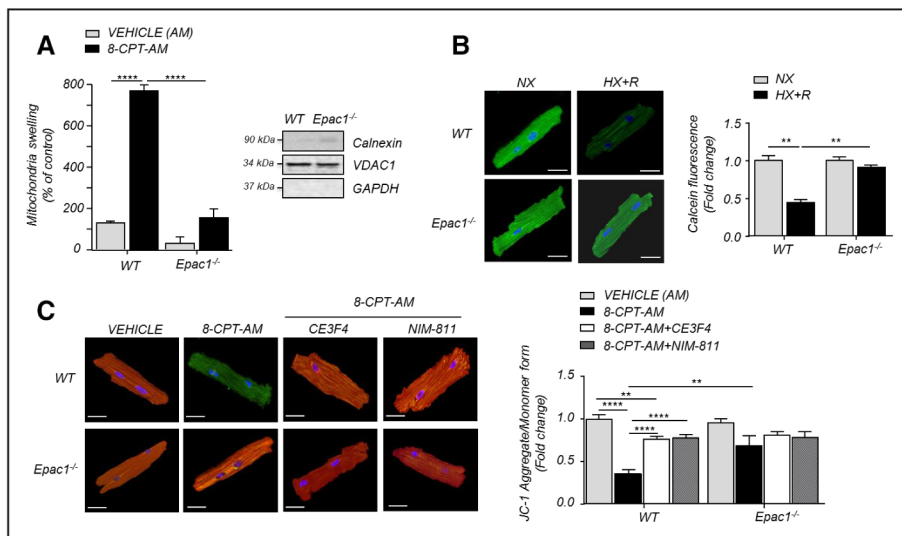 A
VEHICLE (AM)
8-CPT-AM
****
****
Mitochondria swelling
(% of control)
800
600
400
200
0
WT
Epac1-/-
WT Epac1-/-
90 kDa
Calnexin
34 kDa
VDAC1
37 kDa
GAPDH
B
NX
HX+R
WT
Epac1-/-
NX
HX+R
**
**
Calcein fluorescence
(Fold change)
1.5
1.0
0.5
0.0
WT
Epac1-/-
C
8-CPT-AM
VEHICLE
8-CPT-AM
CE3F4
NIM-811
WT
Epac1-/-
VEHICLE (AM)
8-CPT-AM
8-CPT-AM+CE3F4
8-CPT-AM+NIM-811
**
**
****
****
****
JC-1 Aggregate/Monomer form
(Fold change)
1.5
1.0
0.5
0.0
WT
Epac1-/-